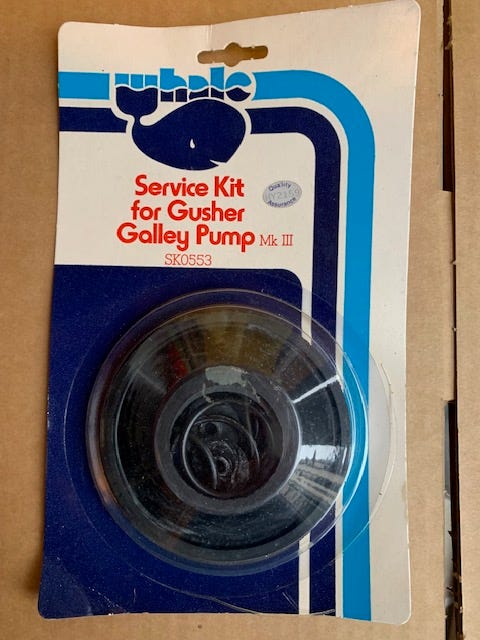 whale
Service Kit
for Gusher
Galley Pump Mk III
SK0553
Quality
Assurance